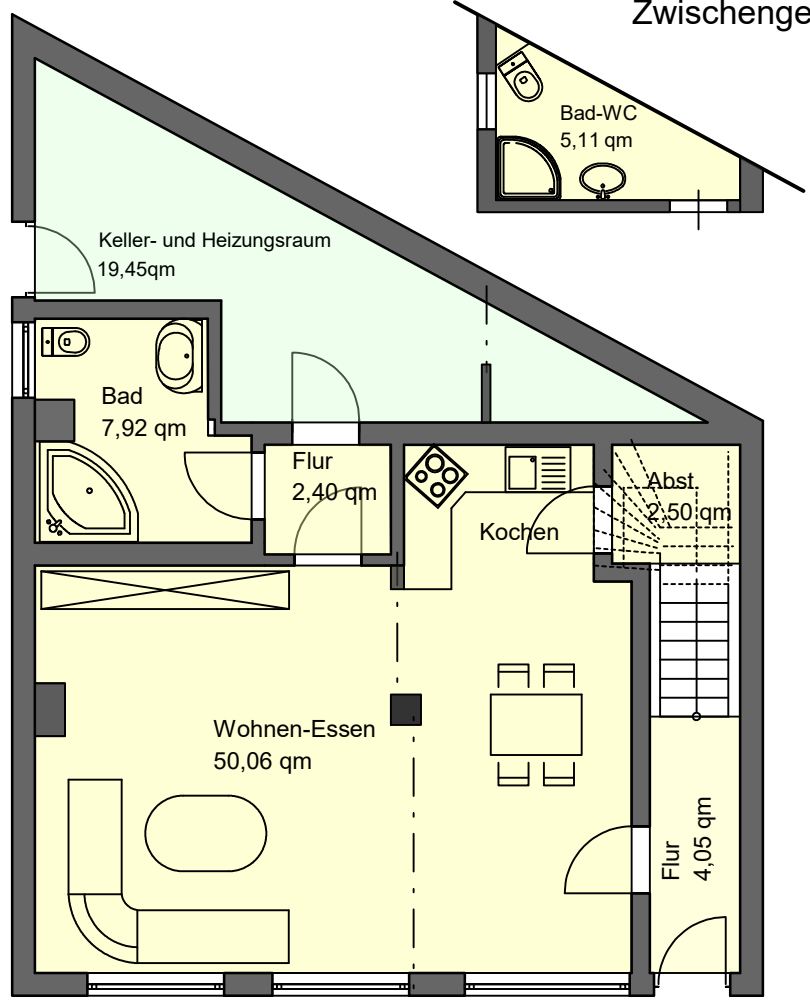 Zwischenge
Bad-WC
5,11 qm
Keller- und Heizungsraum
19,45qm
Bad
7,92 qm
Flur
2,40 qm
Kochen
Abst.
2,50 qm
Wohnen-Essen
50,06 qm
Flur
4,05 qm